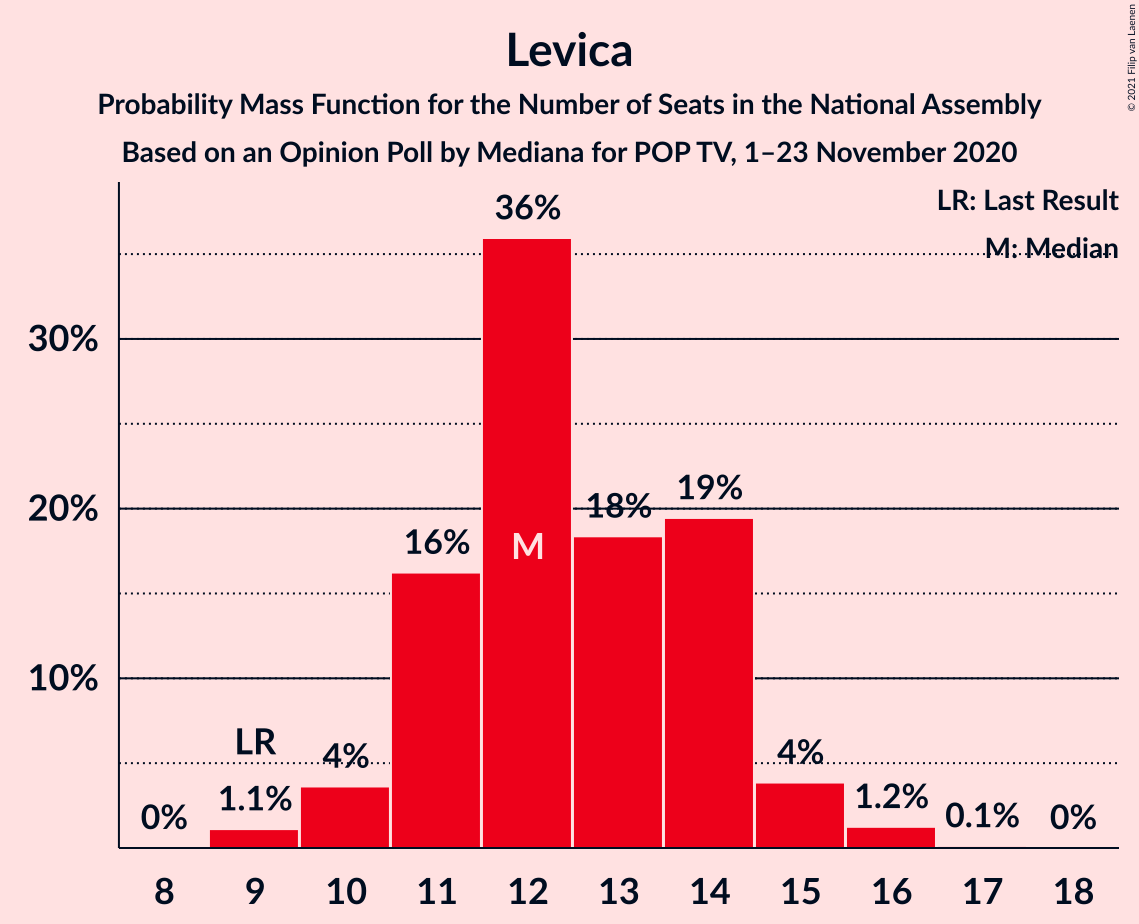 Levica
Probability Mass Function for the Number of Seats in the National Assembly
Based on an Opinion Poll by Mediana for POP TV, 1–23 November 2020
© 2021 Filip van Laenen
LR: Last Result
M: Median
36%
30%
20%
10%
0%
LR
1.1%
4%
16%
M
18%
19%
4%
1.2%
0.1%
0%
8 9 10 11 12 13 14 15 16 17 18